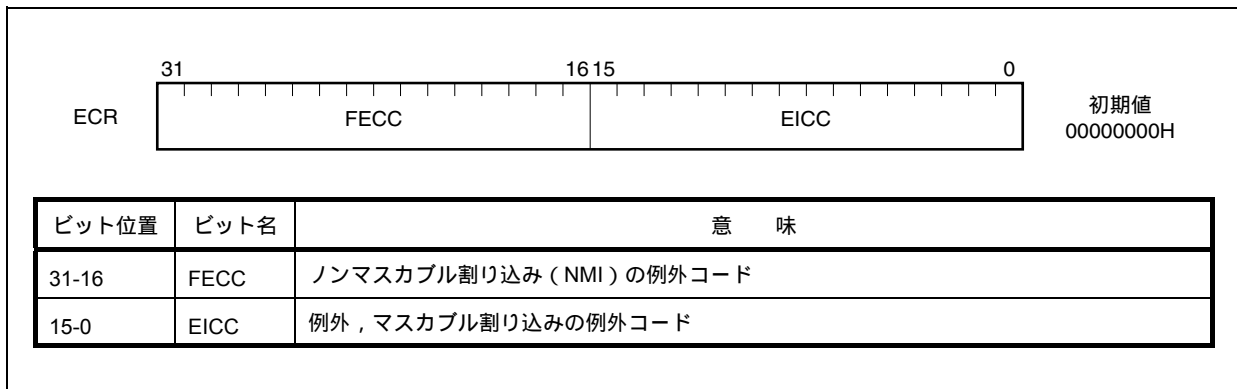 31 16 15 0
ECR FECC EICC 初期値
00000000H
ビット位置 ビット名 意 味
31-16 FECC ノンマスカブル割り込み（NMI）の例外コード
15-0 EICC 例外，マスカブル割り込みの例外コード